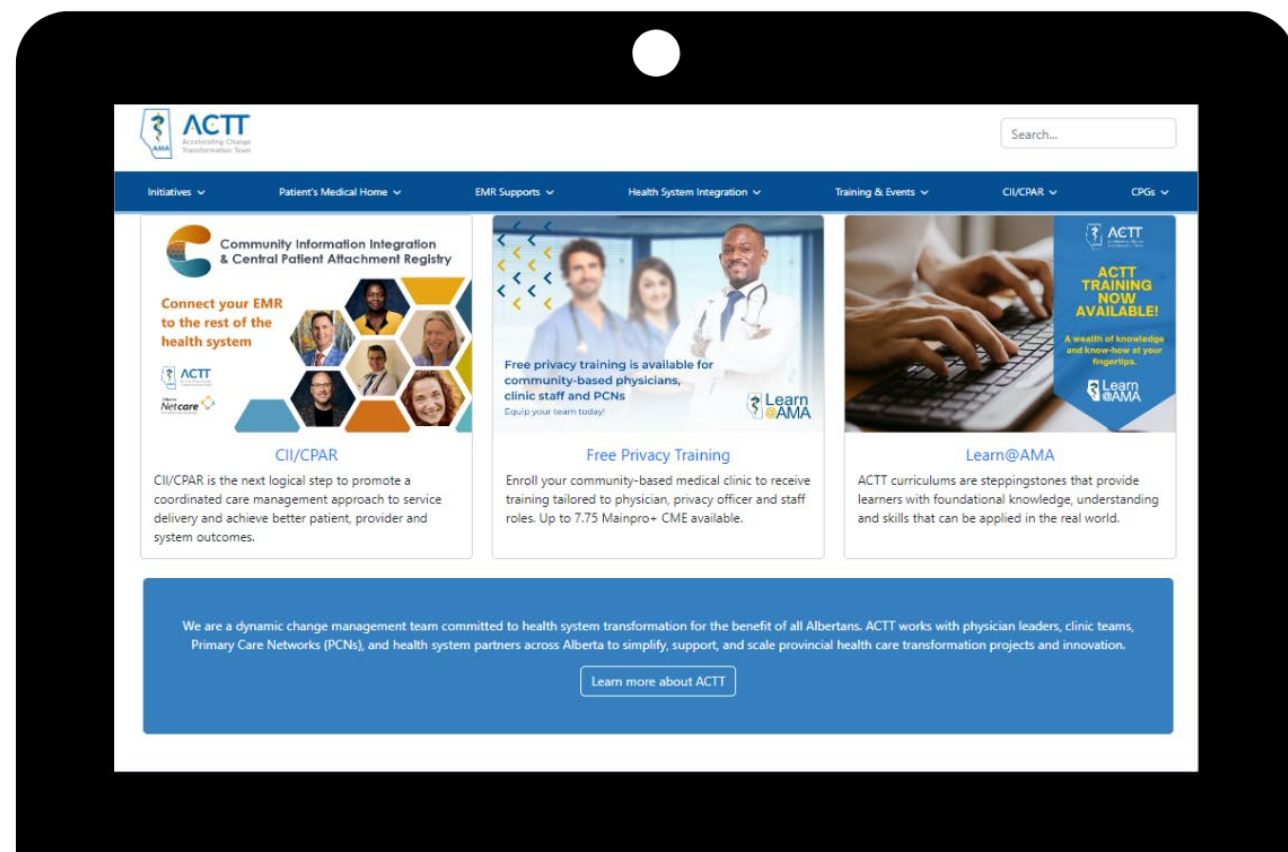 AMA
ACTT
Accelerating Change
Transformation Team
Search...
Initiatives
Patient's Medical Home
EMR Supports
Health System Integration
Training & Events
CII/CPAR
CPGs
Community Information Integration
& Central Patient Attachment Registry
Connect your EMR
to the rest of the
health system
ACTT
Alberta
Netcare
CII/CPAR
CII/CPAR is the next logical step to promote a
coordinated care management approach to service
delivery and achieve better patient, provider and
system outcomes.
Free privacy training is available for
community-based physicians,
clinic staff and PCNs
Equip your team today!
Learn
@AMA
Free Privacy Training
Enroll your community-based medical clinic to receive
training tailored to physician, privacy officer and staff
roles. Up to 7.75 Mainpro+ CME available.
ACTT
ACTT
TRAINING
NOW
AVAILABLE!
A wealth of knowledge
and know-how at your
fingertips.
Learn
@AMA
Learn@AMA
ACTT curriculums are steppingstones that provide
learners with foundational knowledge, understanding
and skills that can be applied in the real world.
We are a dynamic change management team committed to health system transformation for the benefit of all Albertans. ACTT works with physician leaders, clinic teams,
Primary Care Networks (PCNs), and health system partners across Alberta to simplify, support, and scale provincial health care transformation projects and innovation.
Learn more about ACTT